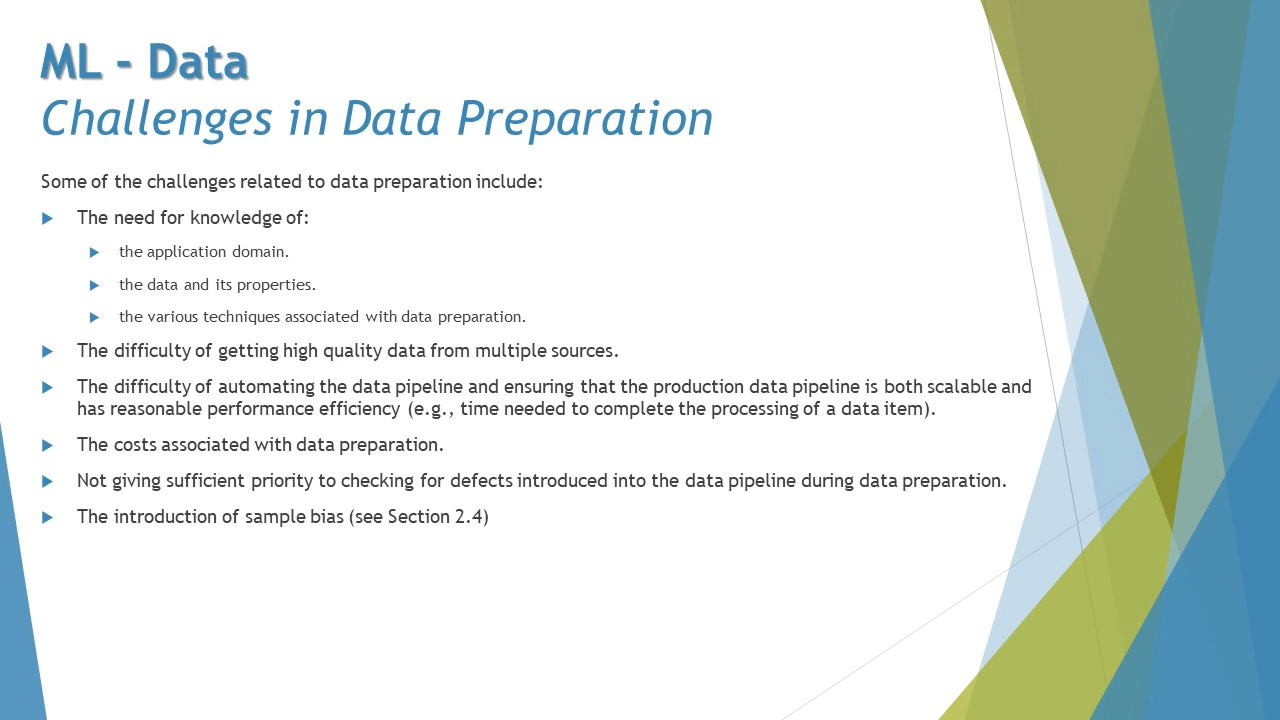 ML - Data
Challenges in Data Preparation
Some of the challenges related to data preparation include:
The need for knowledge of:
the application domain.
the data and its properties.
the various techniques associated with data preparation.
The difficulty of getting high quality data from multiple sources.
The difficulty of automating the data pipeline and ensuring that the production data pipeline is both scalable and
has reasonable performance efficiency (e.g., time needed to complete the processing of a data item).
The costs associated with data preparation.
Not giving sufficient priority to checking for defects introduced into the data pipeline during data preparation.
The introduction of sample bias (see Section 2.4)